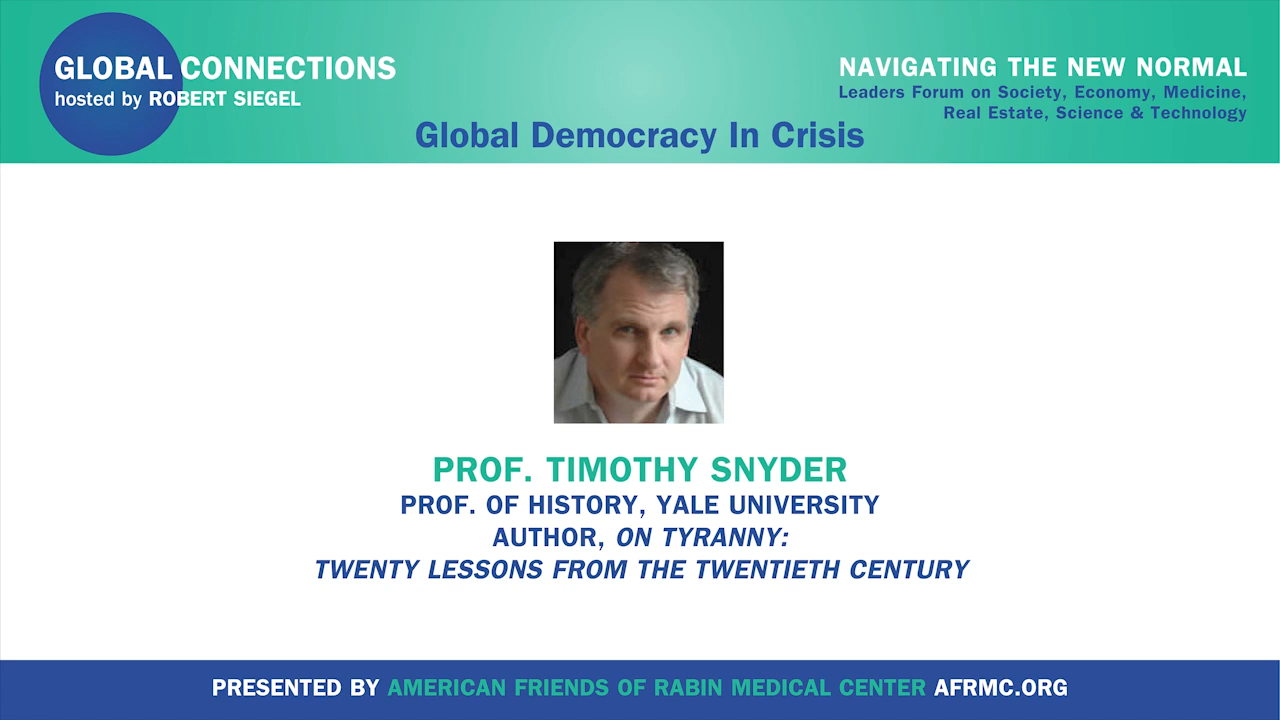 GLOBAL CONNECTIONS
hosted by ROBERT SIEGEL
NAVIGATING THE NEW NORMAL
Leaders Forum on Society, Economy, Medicine,
Real Estate, Science & Technology
Global Democracy In Crisis
PROF. TIMOTHY SNYDER
PROF. OF HISTORY, YALE UNIVERSITY
AUTHOR, ON TYRANNY:
TWENTY LESSONS FROM THE TWENTIETH CENTURY
PRESENTED BY AMERICAN FRIENDS OF RABIN MEDICAL CENTER AFRMC.ORG